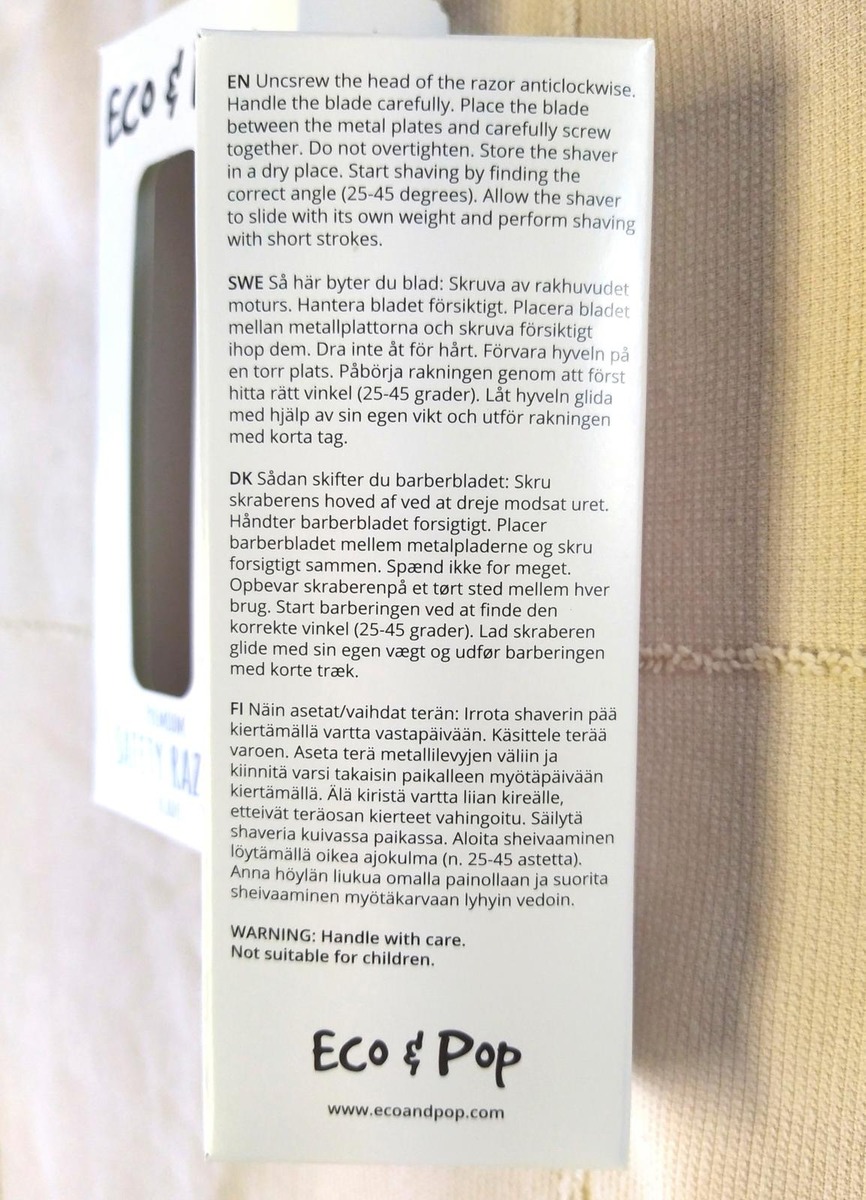 ECO &
EN Uncsrew the head of the razor anticlockwise.
Handle the blade carefully. Place the blade
between the metal plates and carefully screw
together. Do not overtighten. Store the shaver
in a dry place. Start shaving by finding the
correct angle (25-45 degrees). Allow the shaver
to slide with its own weight and perform shaving
with short strokes.
SWE Så här byter du blad: Skruva av rakhuvudet
moturs. Hantera bladet försiktigt. Placera bladet
mellan metallplattorna och skruva försiktigt
ihop dem. Dra inte åt för hårt. Förvara hyveln på
en torr plats. Påbörja rakningen genom att först
hitta rätt vinkel (25-45 grader). Låt hyveln glida
med hjälp av sin egen vikt och utför rakningen
med korta tag.
DK Sådan skifter du barberbladet: Skru
skraberens hoved af ved at dreje modsat uret.
Håndter barberbladet forsigtigt. Placer
barberbladet mellem metalpladerne og skru
forsigtigt sammen. Spænd ikke for meget.
Opbevar skraberenpå et tørt sted mellem hver
brug. Start barberingen ved at finde den
korrekte vinkel (25-45 grader). Lad skraberen
glide med sin egen vægt og udfør barberingen
med korte træk.
FI Näin asetat/vaihdat terän: Irrota shaverin pää
kiertämällä vartta vastapäivään. Käsittele terää
varoen. Aseta terä metallilevyjen väliin ja
kiinnitä varsi takaisin paikalleen myötäpäivään
kiertämällä. Älä kiristä vartta liian kireälle,
etteivät teräosan kierteet vahingoitu. Säilytä
shaveria kuivassa paikassa. Aloita sheivaaminen
löytämällä oikea ajokulma (n. 25-45 astetta).
Anna höylän liukua omalla painollaan ja suorita
sheivaaminen myötäkarvaan lyhyin vedoin.
WARNING: Handle with care.
Not suitable for children.
Eco & Pop
www.ecoandpop.com